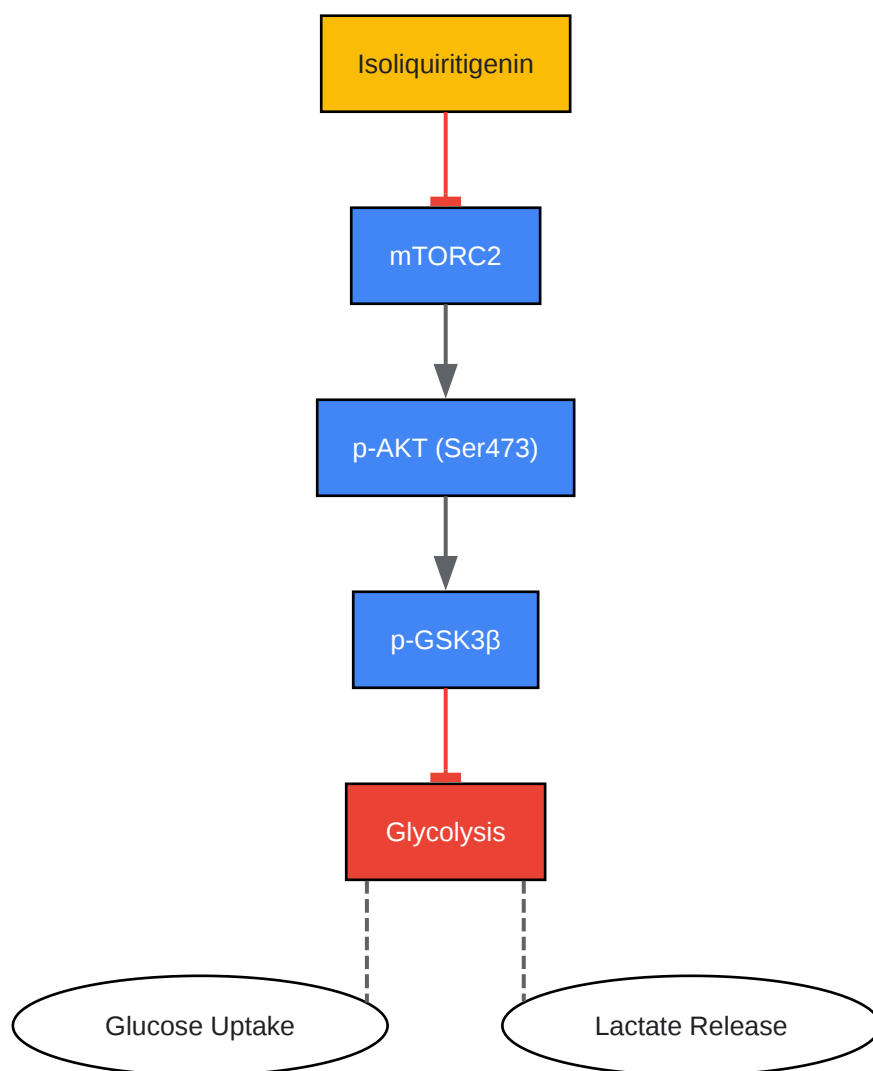 Isoliquiritigenin
mTORC2
p-AKT (Ser473)
p-GSK3β
Glycolysis
Glucose Uptake
Lactate Release